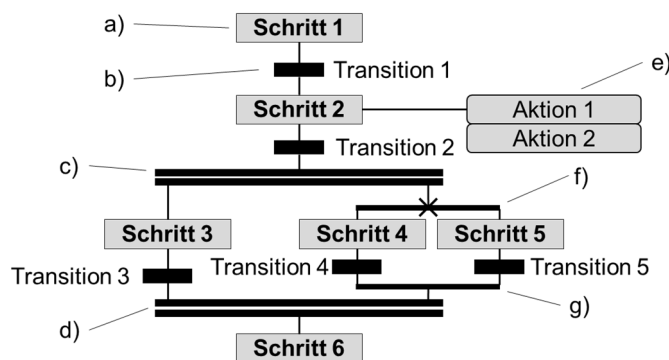 a)
Schritt 1
b)
Transition 1
e)
Schritt 2
Aktion 1
Aktion 2
Transition 2
c)
f)
Schritt 3
Schritt 4
Schritt 5
Transition 3
Transition 4
Transition 5
g)
d)
Schritt 6